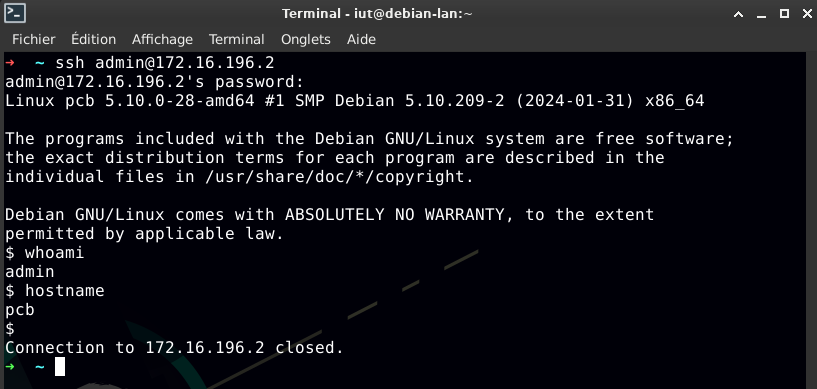 Terminal - iut@debian-lan:~
Fichier Édition Affichage Terminal Onglets Aide
➜ ~ ssh admin@172.16.196.2
admin@172.16.196.2's password:
Linux pcb 5.10.0-28-amd64 #1 SMP Debian 5.10.209-2 (2024-01-31) x86_64

The programs included with the Debian GNU/Linux system are free software;
the exact distribution terms for each program are described in the
individual files in /usr/share/doc/*/copyright.

Debian GNU/Linux comes with ABSOLUTELY NO WARRANTY, to the extent
permitted by applicable law.
$ whoami
admin
$ hostname
pcb
$
Connection to 172.16.196.2 closed.
➜ ~